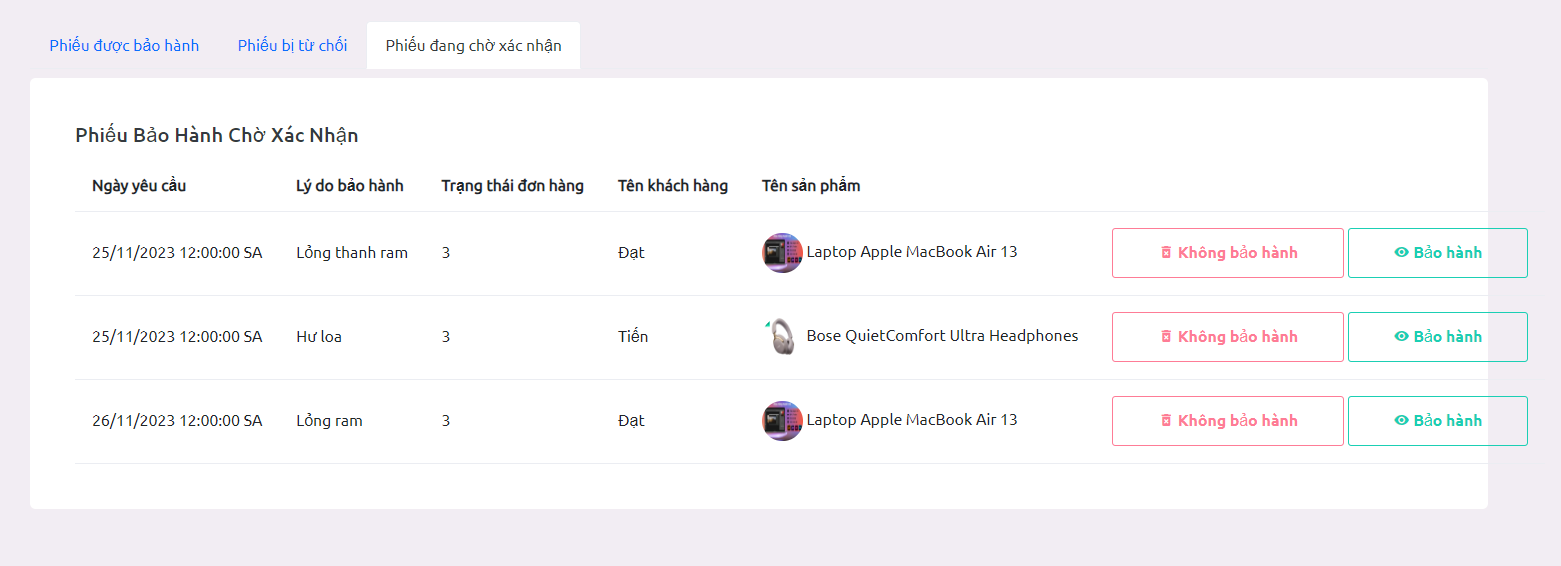 Phiếu được bảo hành Phiếu bị từ chối Phiếu đang chờ xác nhận
Phiếu Bảo Hành Chờ Xác Nhận
Ngày yêu cầu Lý do bảo hành Trạng thái đơn hàng Tên khách hàng Tên sản phẩm
25/11/2023 12:00:00 SA Lỏng thanh ram 3 Đạt Laptop Apple MacBook Air 13 Không bảo hành Bảo hành
25/11/2023 12:00:00 SA Hư loa 3 Tiến Bose QuietComfort Ultra Headphones Không bảo hành Bảo hành
26/11/2023 12:00:00 SA Lỏng ram 3 Đạt Laptop Apple MacBook Air 13 Không bảo hành Bảo hành